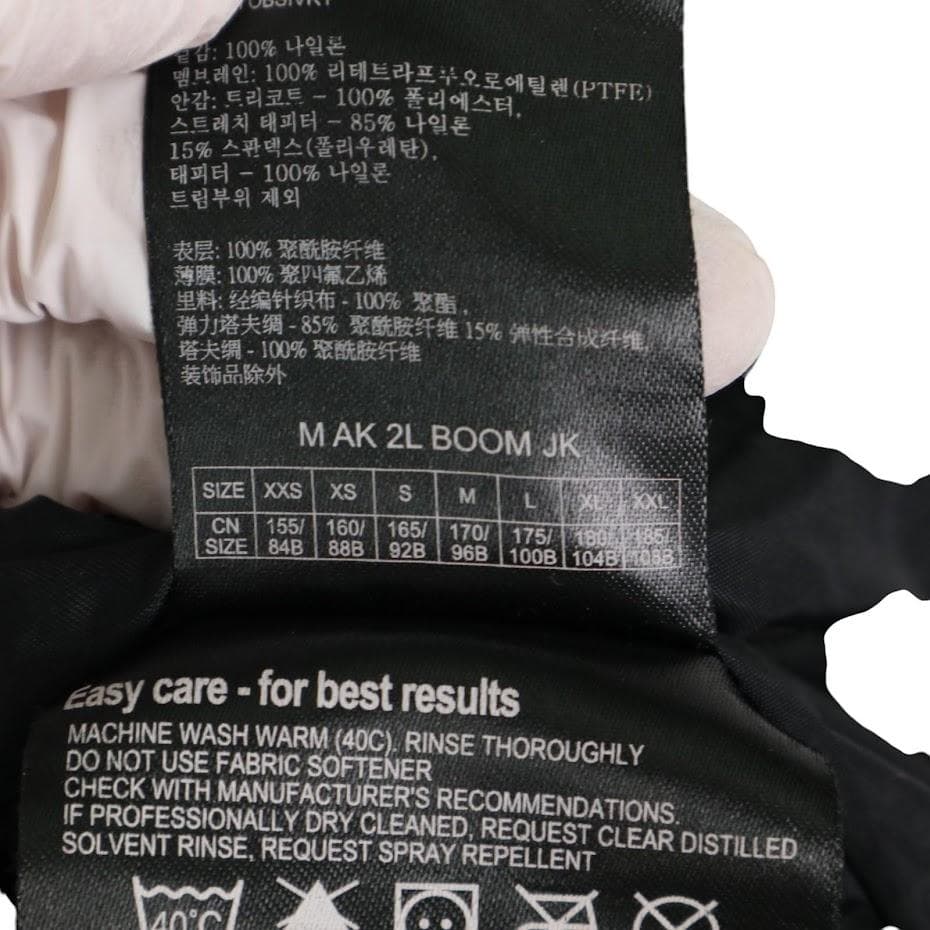 감: 100% 나일론
멤브레인: 100% 리테트라프루오로에틸렌(PTFE)
안감: 트리코트 - 100% 폴리에스터,
스트레치 태피터 - 85% 나일론
15% 스판덱스(폴리우레탄),
태피터 - 100% 나일론
트림부위 제외
表层: 100% 聚酰胺纤维
薄膜: 100% 聚四氟乙烯
里料: 经编针织布 - 100% 聚酯,
弹力塔夫绸 - 85% 聚酰胺纤维 15% 弹性合成纤维,
塔夫绸 - 100% 聚酰胺纤维
装饰品除外
M AK 2L BOOM JK
SIZE XXS XS S M L XL XXL
CN 155/ 160/ 165/ 170/ 175/ 180/ 185/
SIZE 84B 88B 92B 96B 100B 104B 108B
Easy care - for best results
MACHINE WASH WARM (40C). RINSE THOROUGHLY
DO NOT USE FABRIC SOFTENER
CHECK WITH MANUFACTURER'S RECOMMENDATIONS.
IF PROFESSIONALLY DRY CLEANED, REQUEST CLEAR DISTILLED
SOLVENT RINSE, REQUEST SPRAY REPELLENT
40°C